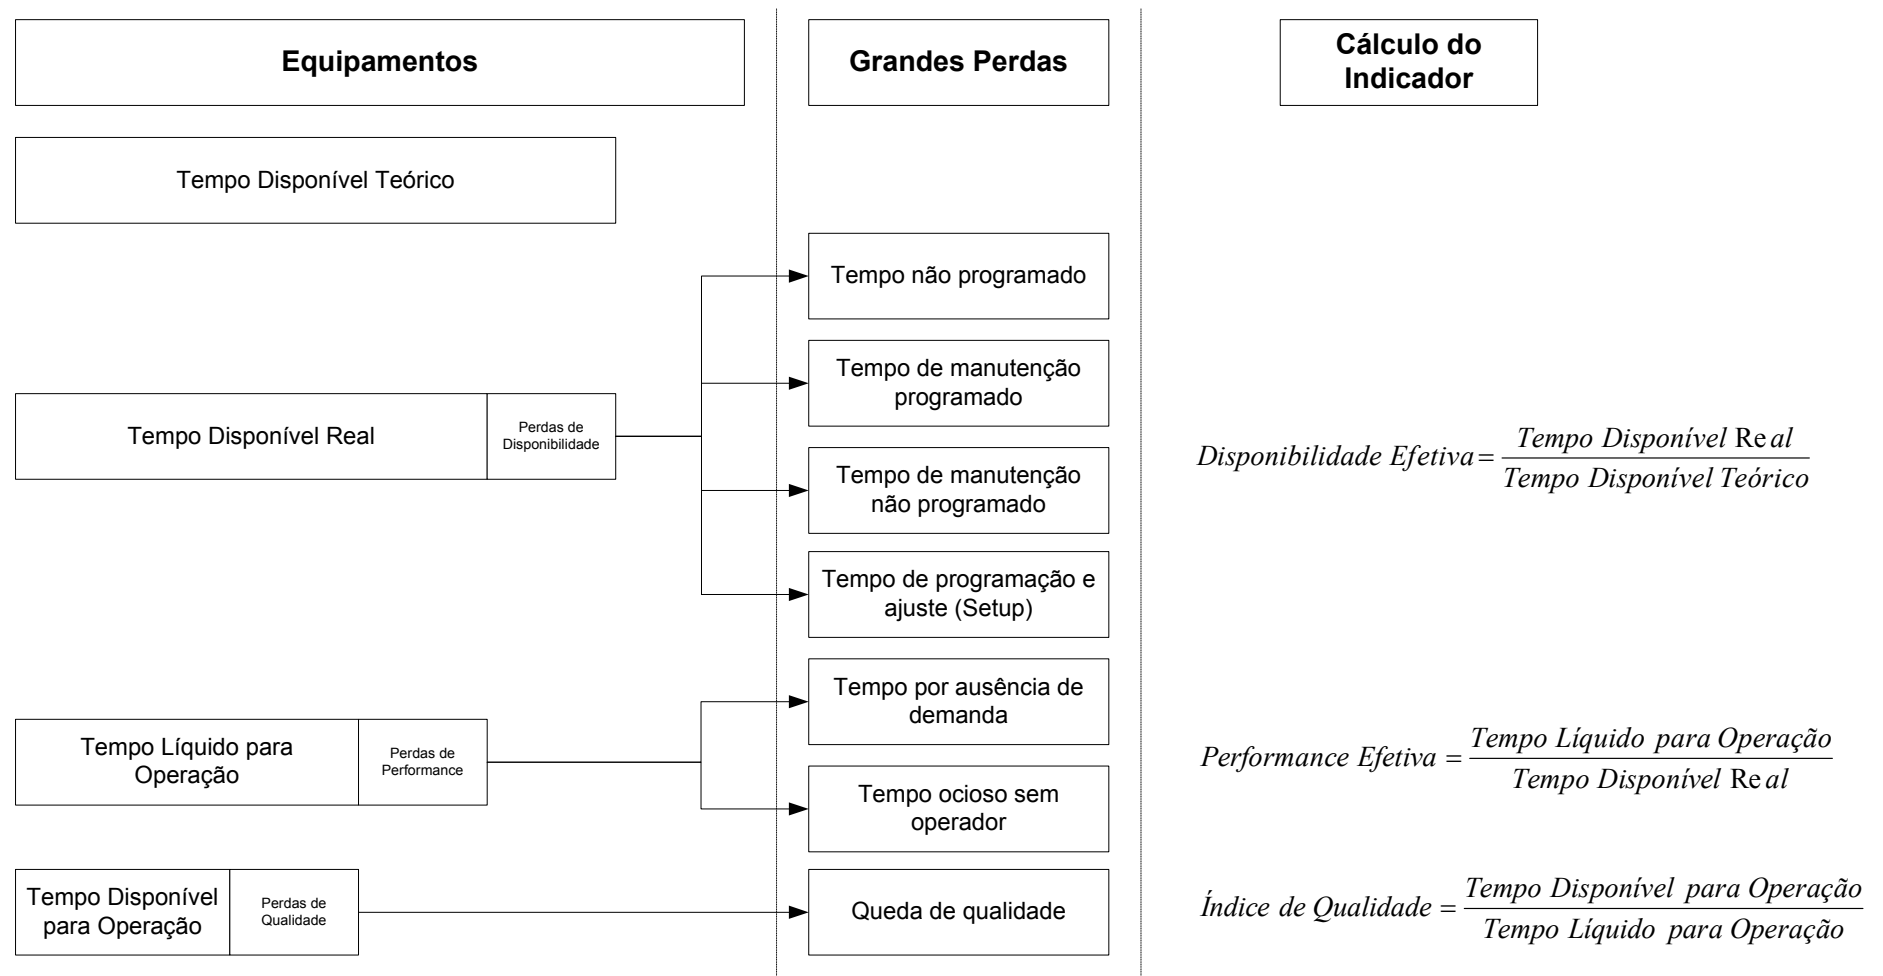 Equipamentos
Grandes Perdas
Cálculo do
Indicador
Tempo Disponível Teórico
Tempo não programado
Tempo de manutenção
programado
Tempo Disponível Real
Perdas de
Disponibilidade
Tempo de manutenção
não programado
Tempo de programação e
ajuste (Setup)
Disponibilidade Efetiva = Tempo Disponível Real
Tempo Disponível Teórico
Tempo por ausência de
demanda
Tempo Líquido para
Operação
Perdas de
Performance
Tempo ocioso sem
operador
Performance Efetiva = Tempo Líquido para Operação
Tempo Disponível Real
Tempo Disponível
para Operação
Perdas de
Qualidade
Queda de qualidade
Índice de Qualidade = Tempo Disponível para Operação
Tempo Líquido para Operação